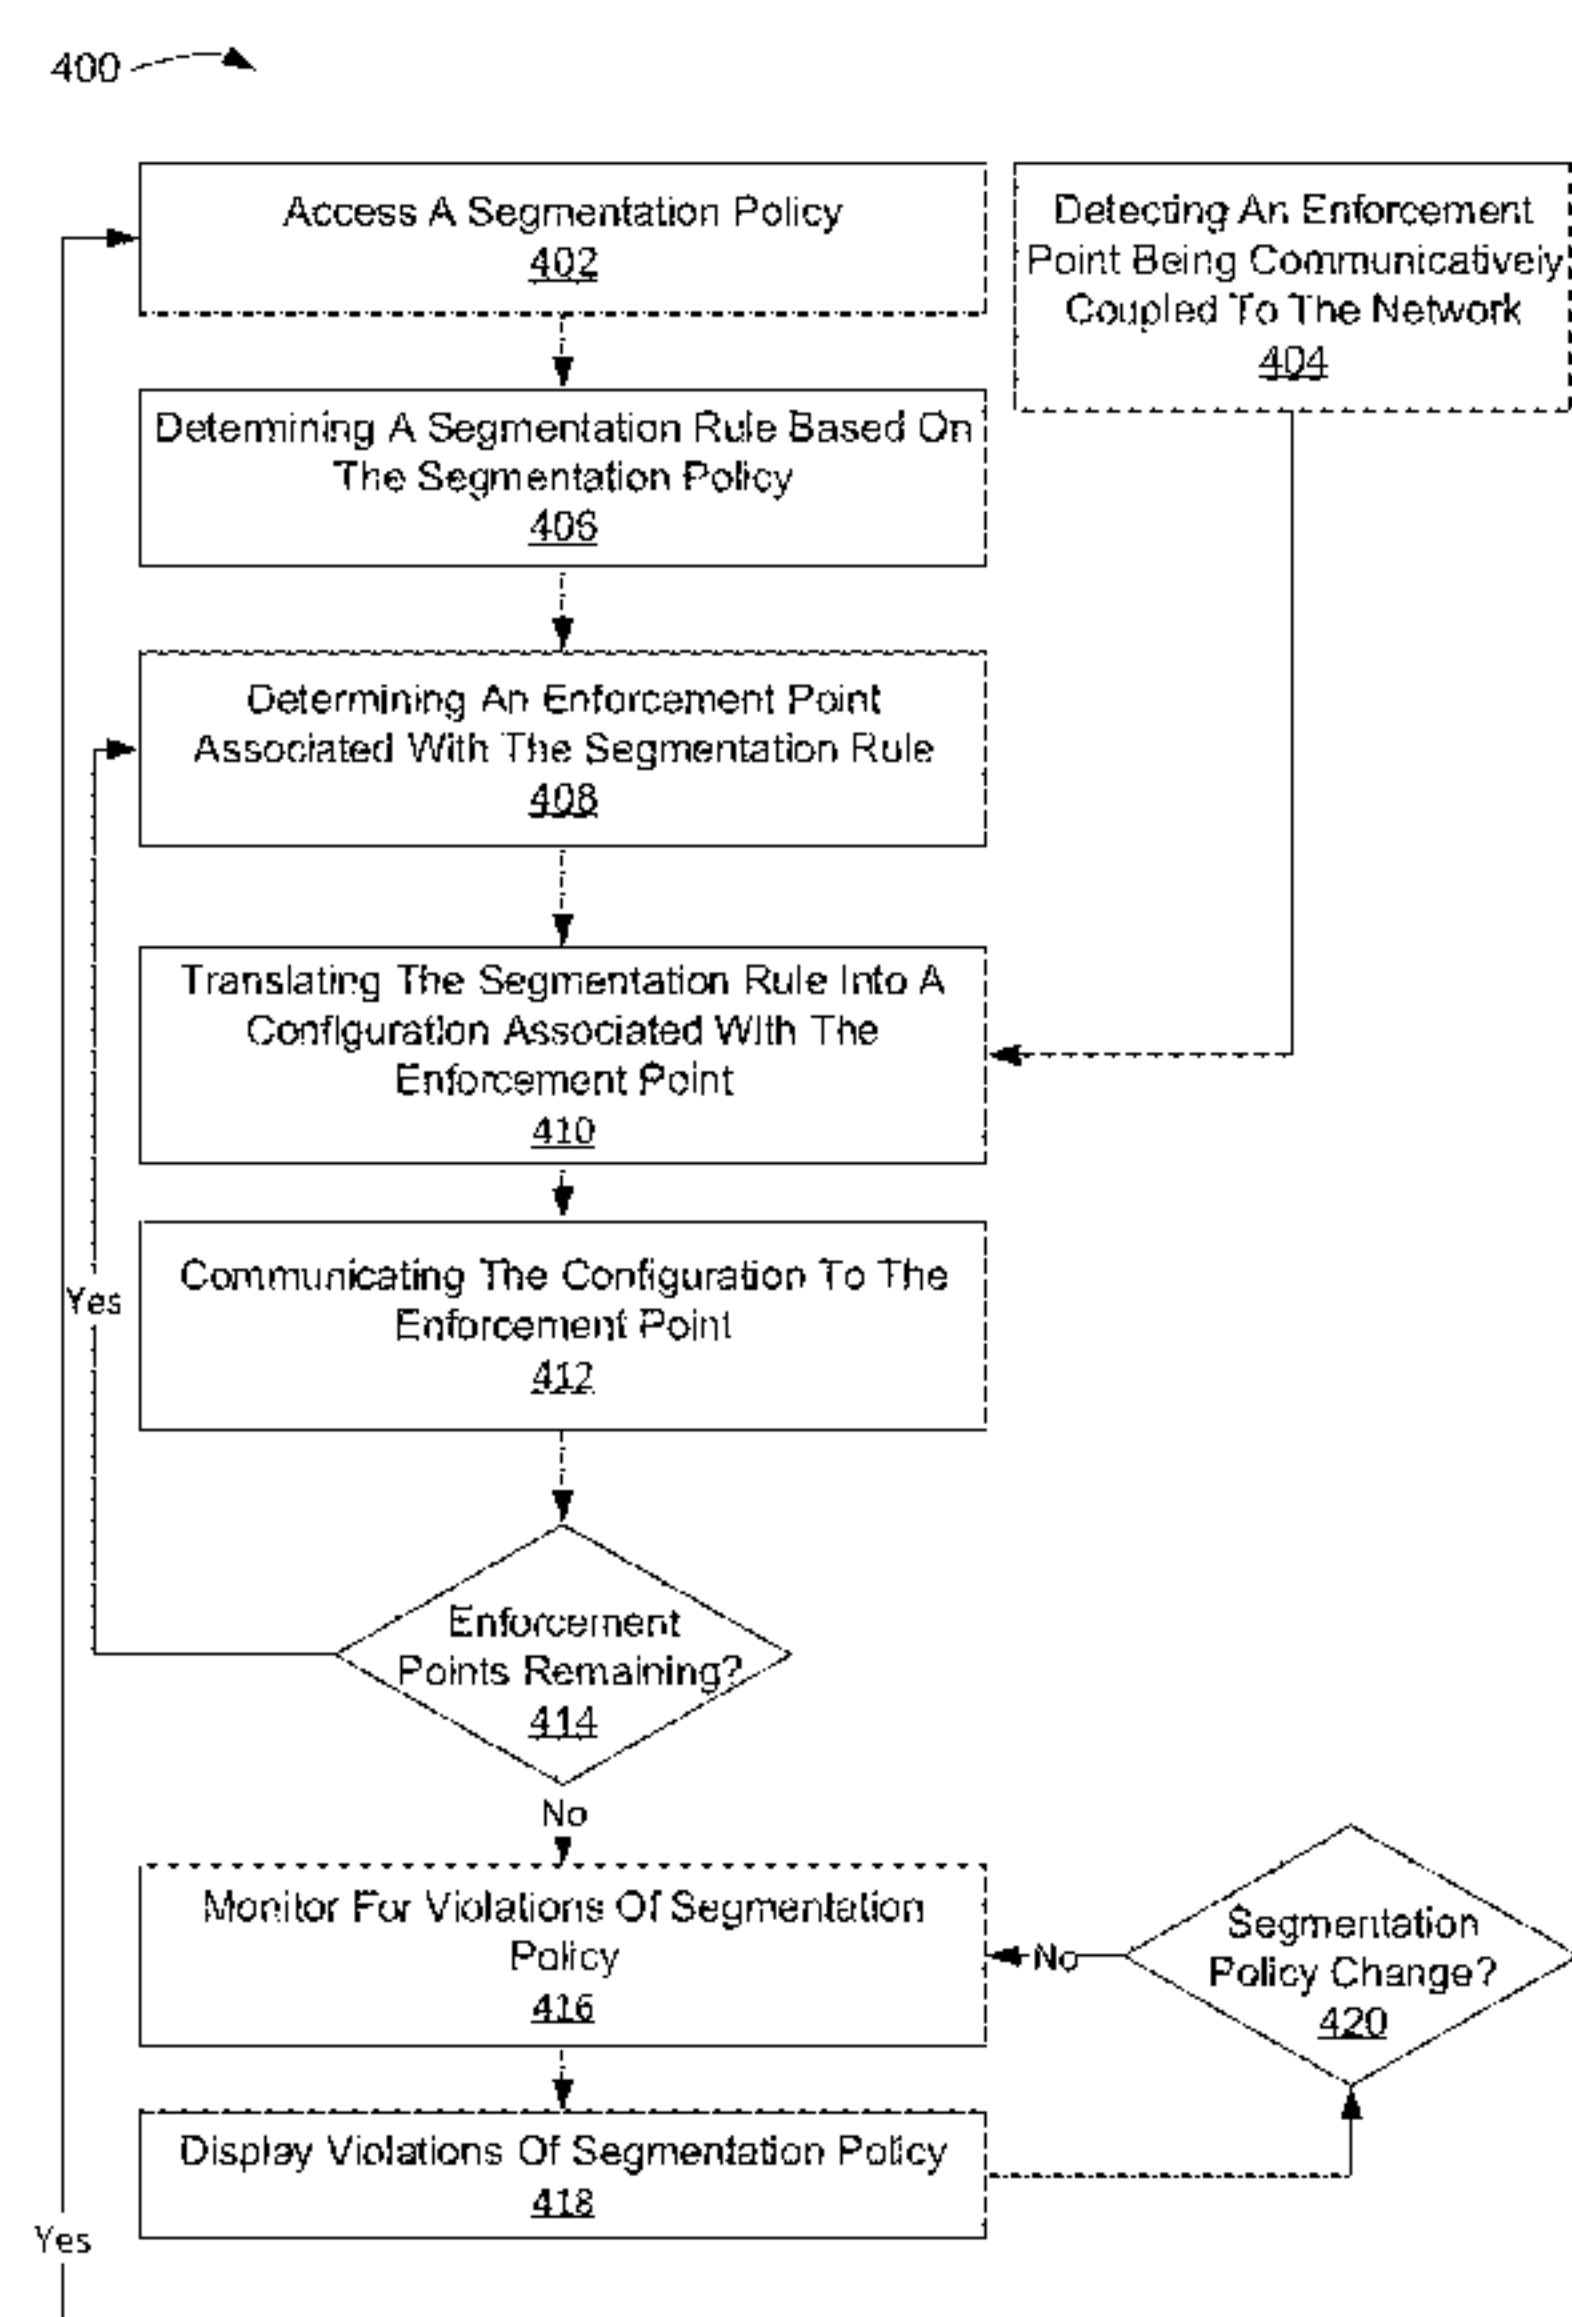 400
Access A Segmentation Policy
402
Detecting An Enforcement
Point Being Communicatively
Coupled To The Network
404
Determining A Segmentation Rule Based On
The Segmentation Policy
406
Determining An Enforcement Point
Associated With The Segmentation Rule
408
Translating The Segmentation Rule Into A
Configuration Associated With The
Enforcement Point
410
Communicating The Configuration To The
Enforcement Point
412
Yes
Enforcement
Points Remaining?
414
No
Monitor For Violations Of Segmentation
Policy
416
No
Segmentation
Policy Change?
420
Display Violations Of Segmentation Policy
418
Yes